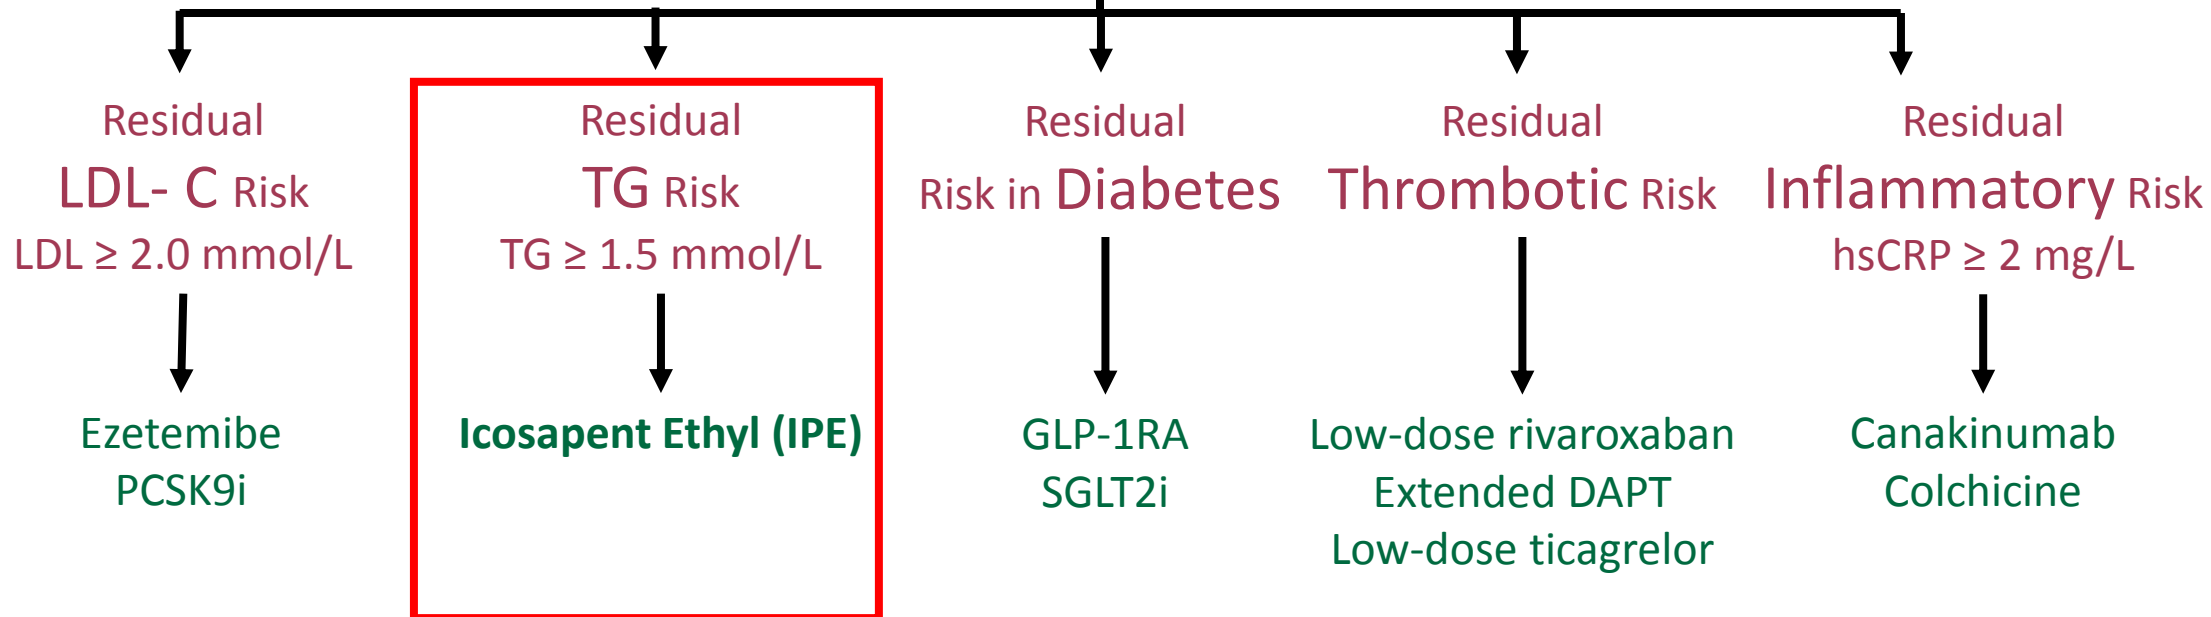 Residual
LDL- C Risk
LDL ≥ 2.0 mmol/L
Ezetemibe
PCSK9i
Residual
TG Risk
TG ≥ 1.5 mmol/L
Icosapent Ethyl (IPE)
Residual
Risk in Diabetes
GLP-1RA
SGLT2i
Residual
Thrombotic Risk
Low-dose rivaroxaban
Extended DAPT
Low-dose ticagrelor
Residual
Inflammatory Risk
hsCRP ≥ 2 mg/L
Canakinumab
Colchicine